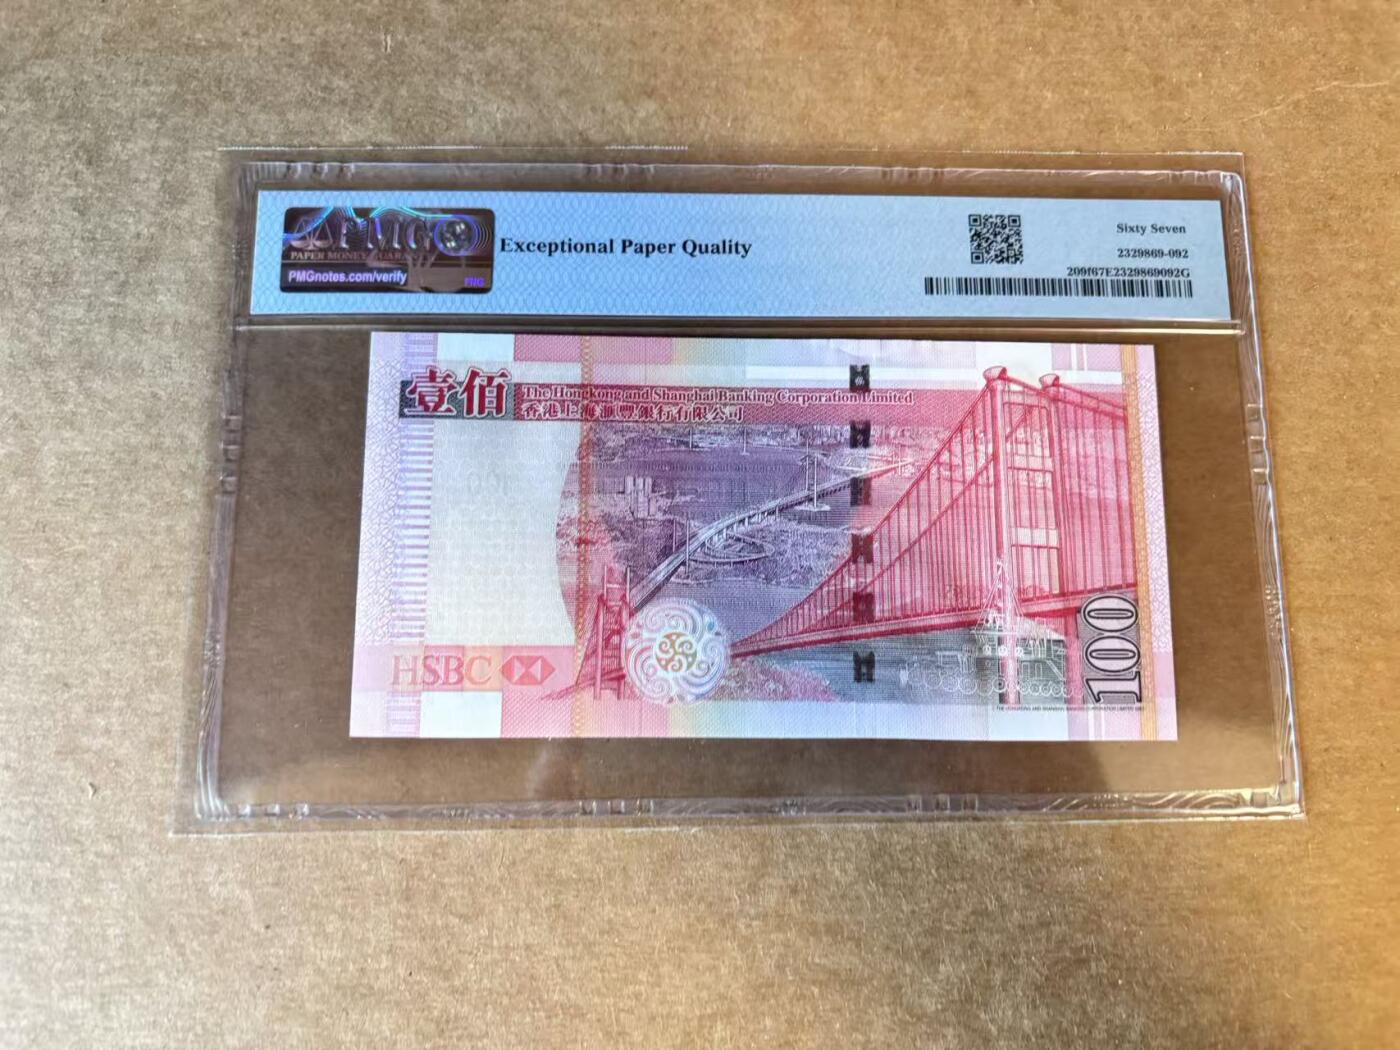 PMG
PAPER MONEY GUARANTY
PMGnotes.com/verify
PMG
Exceptional Paper Quality
Sixty Seven
2329869-092
209f67E2329869092G
壹佰
The Hongkong and Shanghai Banking Corporation Limited
香港上海滙豐銀行有限公司
HSBC
100